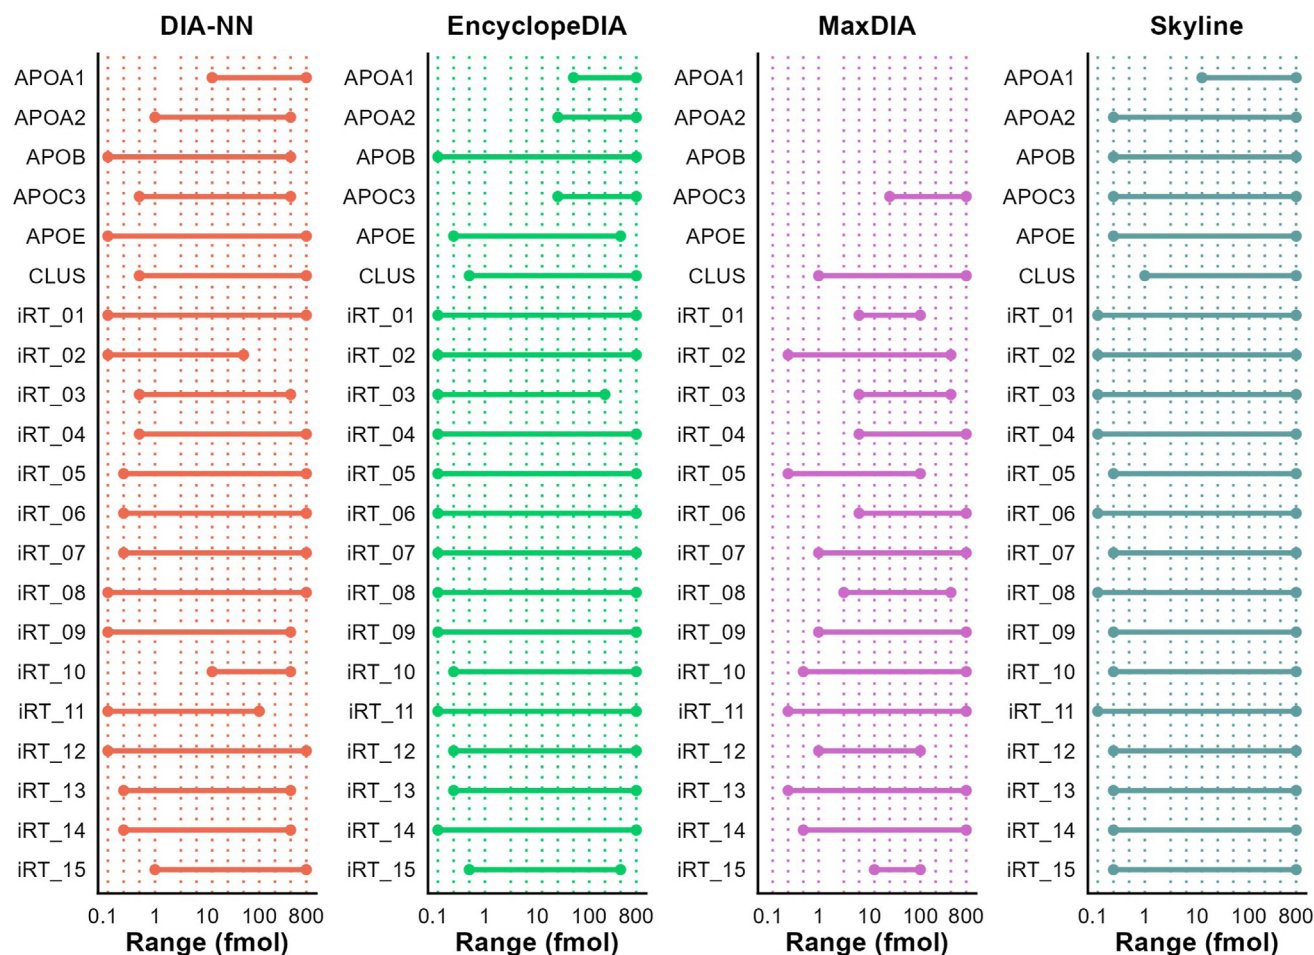 DIA-NN
APOA1
APOA2
APOB
APOC3
APOE
CLUS
iRT_01
iRT_02
iRT_03
iRT_04
iRT_05
iRT_06
iRT_07
iRT_08
iRT_09
iRT_10
iRT_11
iRT_12
iRT_13
iRT_14
iRT_15
0.1 1 10 100 800
Range (fmol)
EncyclopeDIA
APOA1
APOA2
APOB
APOC3
APOE
CLUS
iRT_01
iRT_02
iRT_03
iRT_04
iRT_05
iRT_06
iRT_07
iRT_08
iRT_09
iRT_10
iRT_11
iRT_12
iRT_13
iRT_14
iRT_15
0.1 1 10 100 800
Range (fmol)
MaxDIA
APOA1
APOA2
APOB
APOC3
APOE
CLUS
iRT_01
iRT_02
iRT_03
iRT_04
iRT_05
iRT_06
iRT_07
iRT_08
iRT_09
iRT_10
iRT_11
iRT_12
iRT_13
iRT_14
iRT_15
0.1 1 10 100 800
Range (fmol)
Skyline
APOA1
APOA2
APOB
APOC3
APOE
CLUS
iRT_01
iRT_02
iRT_03
iRT_04
iRT_05
iRT_06
iRT_07
iRT_08
iRT_09
iRT_10
iRT_11
iRT_12
iRT_13
iRT_14
iRT_15
0.1 1 10 100 800
Range (fmol)